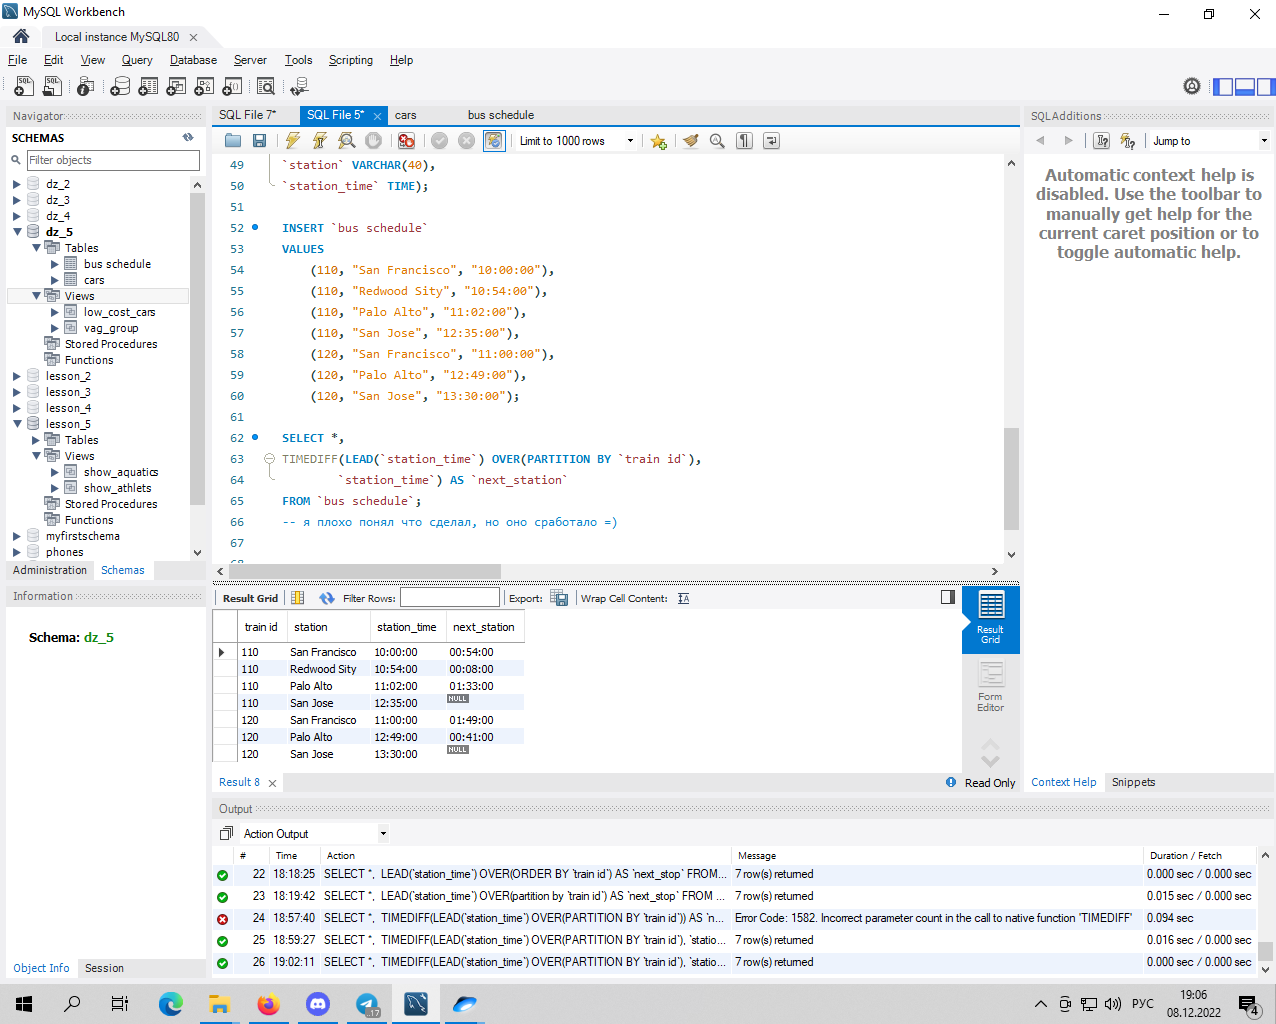 MySQL Workbench
Local instance MySQL80
File Edit View Query Database Server Tools Scripting Help
Navigator
SCHEMAS
Filter objects
dz_2
dz_3
dz_4
dz_5
Tables
bus schedule
cars
Views
low_cost_cars
vag_group
Stored Procedures
Functions
lesson_2
lesson_3
lesson_4
lesson_5
Tables
Views
show_aquatics
show_athlets
Stored Procedures
Functions
myfirstschema
phones
Administration Schemas
Information
Schema: dz_5
Object Info Session
SQL File 7* SQL File 5* cars bus schedule
Limit to 1000 rows
49 `station` VARCHAR(40),
50 `station_time` TIME);
51
52 INSERT `bus schedule`
53 VALUES
54 (110, "San Francisco", "10:00:00"),
55 (110, "Redwood Sity", "10:54:00"),
56 (110, "Palo Alto", "11:02:00"),
57 (110, "San Jose", "12:35:00"),
58 (120, "San Francisco", "11:00:00"),
59 (120, "Palo Alto", "12:49:00"),
60 (120, "San Jose", "13:30:00");
61
62 SELECT *,
63 TIMEDIFF(LEAD(`station_time`) OVER(PARTITION BY `train id`),
64 `station_time`) AS `next_station`
65 FROM `bus schedule`;
66 -- я плохо понял что сделал, но оно сработало =)
67
Result Grid Filter Rows: Export: Wrap Cell Content:
train id station station_time next_station
110 San Francisco 10:00:00 00:54:00
110 Redwood Sity 10:54:00 00:08:00
110 Palo Alto 11:02:00 01:33:00
110 San Jose 12:35:00 NULL
120 San Francisco 11:00:00 01:49:00
120 Palo Alto 12:49:00 00:41:00
120 San Jose 13:30:00 NULL
Result Grid
Form Editor
Result 8
Read Only
SQLAdditions
Jump to
Automatic context help is
disabled. Use the toolbar to
manually get help for the
current caret position or to
toggle automatic help.
Context Help Snippets
Output
Action Output
# Time Action Message Duration / Fetch
22 18:18:25 SELECT *, LEAD(`station_time`) OVER(ORDER BY `train id`) AS `next_stop` FROM... 7 row(s) returned 0.000 sec / 0.000 sec
23 18:19:42 SELECT *, LEAD(`station_time`) OVER(partition by `train id`) AS `next_stop` FROM ... 7 row(s) returned 0.015 sec / 0.000 sec
24 18:57:40 SELECT *, TIMEDIFF(LEAD(`station_time`) OVER(PARTITION BY `train id`)) AS `n... Error Code: 1582. Incorrect parameter count in the call to native function 'TIMEDIFF' 0.094 sec
25 18:59:27 SELECT *, TIMEDIFF(LEAD(`station_time`) OVER(PARTITION BY `train id`), `statio... 7 row(s) returned 0.016 sec / 0.000 sec
26 19:02:11 SELECT *, TIMEDIFF(LEAD(`station_time`) OVER(PARTITION BY `train id`), `statio... 7 row(s) returned 0.000 sec / 0.000 sec
..17
РУС
19:06
08.12.2022
4